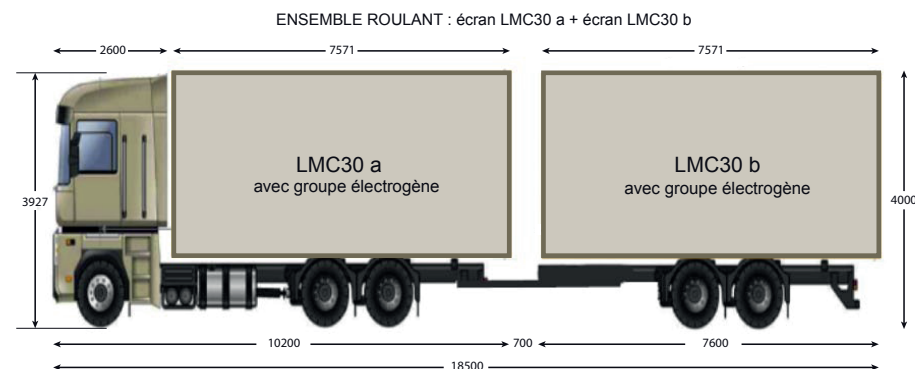 ENSEMBLE ROULANT : écran LMC30 a + écran LMC30 b
2600
7571
7571
LMC30 a
avec groupe électrogène
LMC30 b
avec groupe électrogène
3927
4000
10200
700
7600
18500